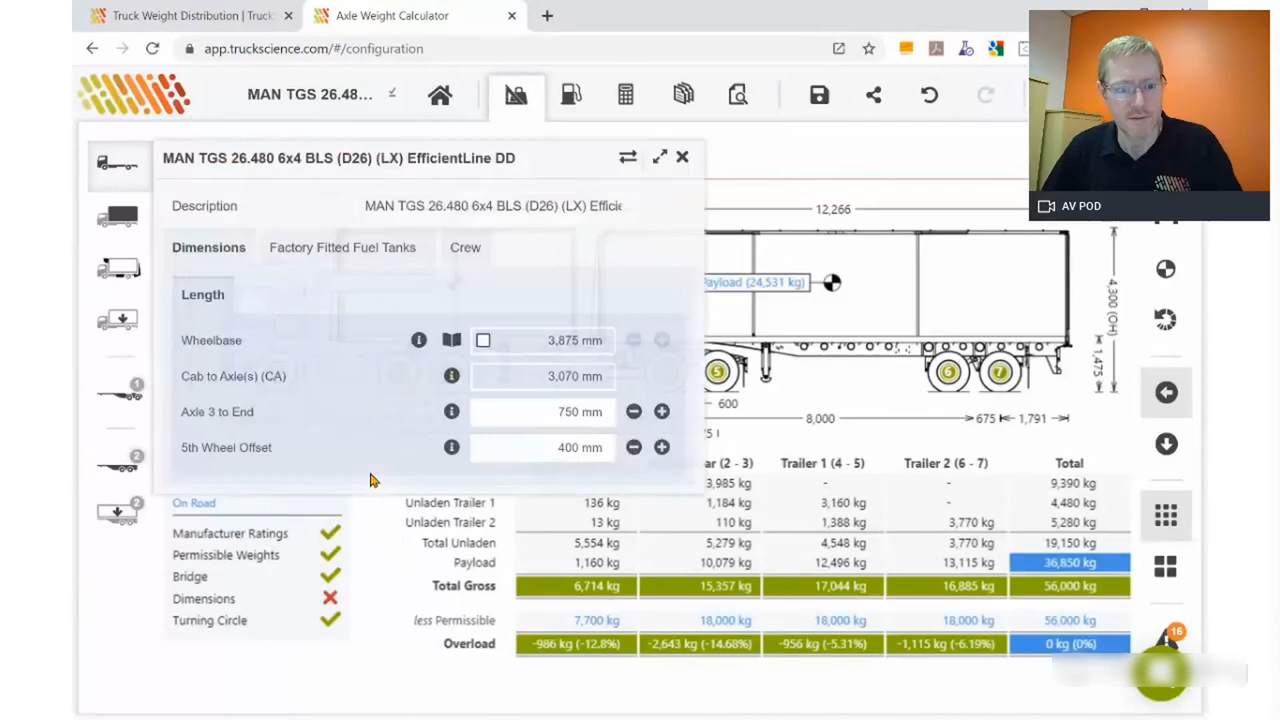 Truck Weight Distribution | Truck
Axle Weight Calculator
app.truckscience.com/#/configuration
MAN TGS 26.48...
AV POD
MAN TGS 26.480 6x4 BLS (D26) (LX) EfficientLine DD
Description
MAN TGS 26.480 6x4 BLS (D26) (LX) Efficie
Dimensions
Factory Fitted Fuel Tanks
Crew
Length
Wheelbase
3,875 mm
Cab to Axle(s) (CA)
3,070 mm
Axle 3 to End
750 mm
5th Wheel Offset
400 mm
12,266
Payload (24,531 kg)
4,300 (OH)
1,475
5
6
7
600
8,000
675
1,791
1
2
2
ar (2 - 3)
Trailer 1 (4 - 5)
Trailer 2 (6 - 7)
Total
3,985 kg
-
-
9,390 kg
On Road
Unladen Trailer 1
136 kg
1,184 kg
3,160 kg
-
4,480 kg
Unladen Trailer 2
13 kg
110 kg
1,388 kg
3,770 kg
5,280 kg
Manufacturer Ratings
Total Unladen
5,554 kg
5,279 kg
4,548 kg
3,770 kg
19,150 kg
Permissible Weights
Payload
1,160 kg
10,079 kg
12,496 kg
13,115 kg
36,850 kg
Bridge
Total Gross
6,714 kg
15,357 kg
17,044 kg
16,885 kg
56,000 kg
Dimensions
Turning Circle
less Permissible
7,700 kg
18,000 kg
18,000 kg
18,000 kg
56,000 kg
Overload
-986 kg (-12.8%)
-2,643 kg (-14.68%)
-956 kg (-5.31%)
-1,115 kg (-6.19%)
0 kg (0%)
16